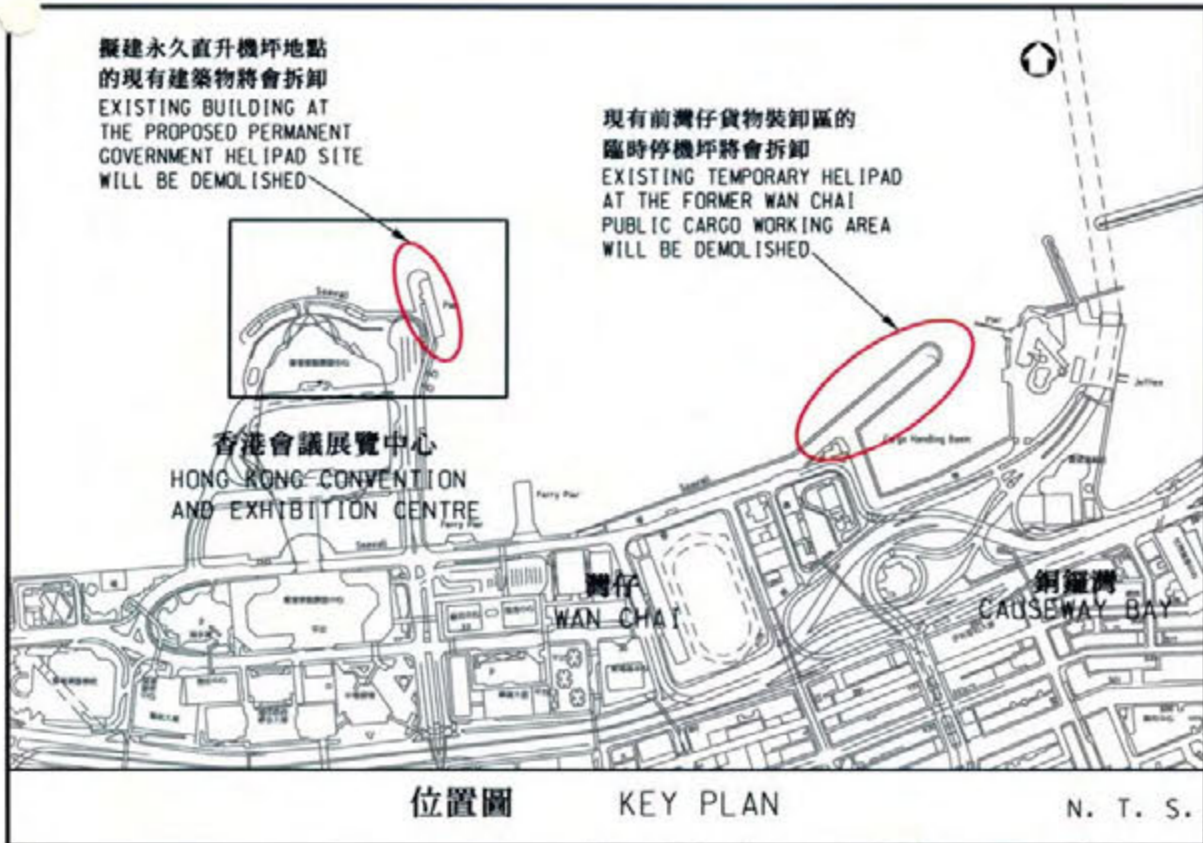 擬建永久直升機坪地點
的現有建築物將會拆卸
EXISTING BUILDING AT
THE PROPOSED PERMANENT
GOVERNMENT HELIPAD SITE
WILL BE DEMOLISHED
現有前灣仔貨物裝卸區的
臨時停機坪將會拆卸
EXISTING TEMPORARY HELIPAD
AT THE FORMER WAN CHAI
PUBLIC CARGO WORKING AREA
WILL BE DEMOLISHED
Seawall
Pier
Jetties
香港會議展覽中心
HONG KONG CONVENTION
AND EXHIBITION CENTRE
Cargo Handling Basin
Seawall
Ferry Pier
Ferry Pier
Seawall
灣仔
WAN CHAI
銅鑼灣
CAUSEWAY BAY
位置圖
KEY PLAN
N. T. S.